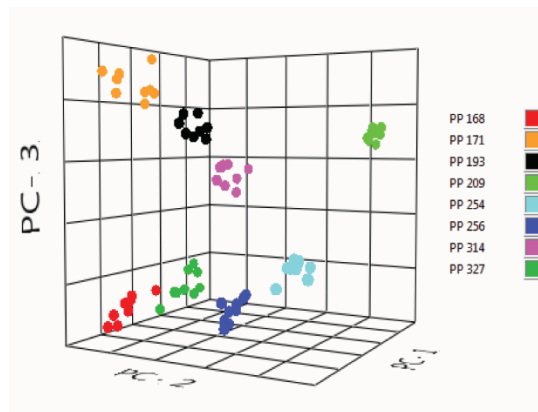 PC-3
PC-2
PC-1
PP 168
PP 171
PP 193
PP 209
PP 254
PP 256
PP 314
PP 327